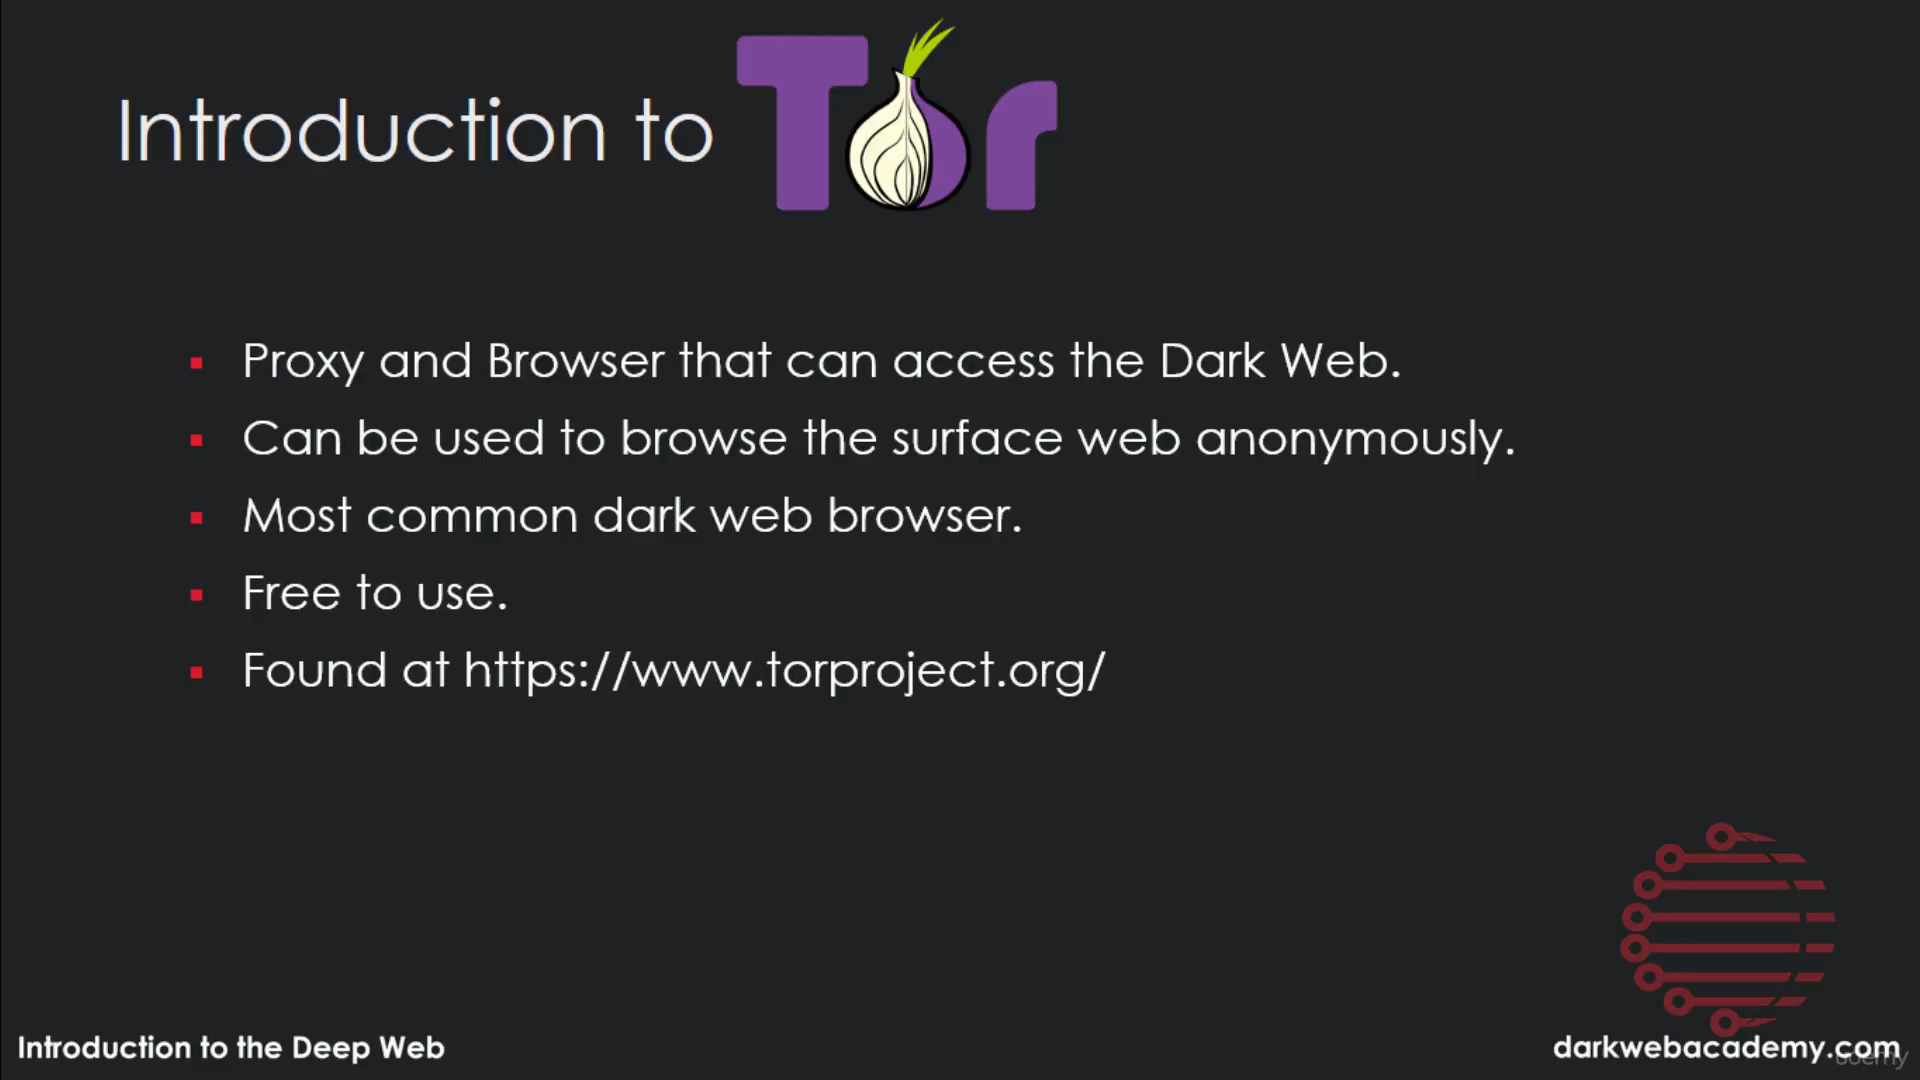 Introduction to Tor
▪ Proxy and Browser that can access the Dark Web.
▪ Can be used to browse the surface web anonymously.
▪ Most common dark web browser.
▪ Free to use.
▪ Found at https://www.torproject.org/
Introduction to the Deep Web
darkwebacademy.com
udemy